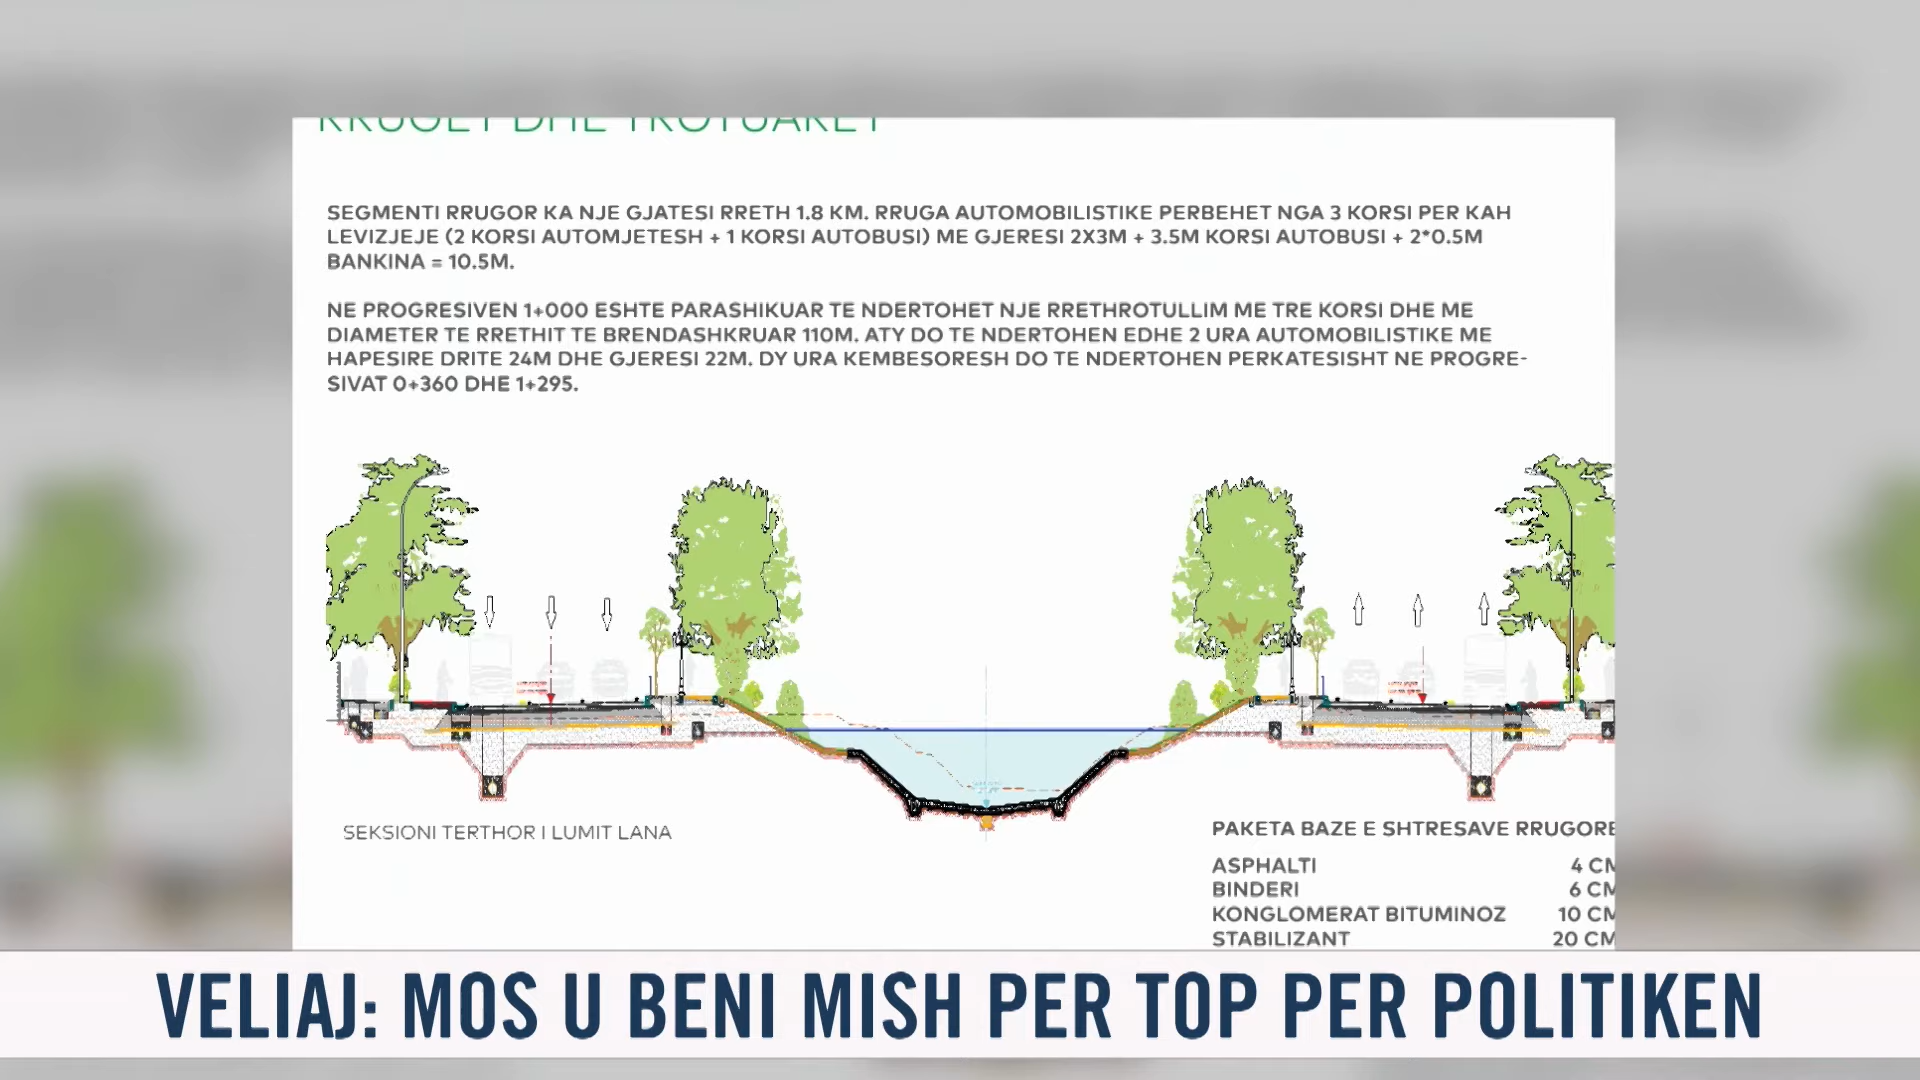 RRUGET DHE TROTUARET
SEGMENTI RRUGOR KA NJE GJATESI RRETH 1.8 KM. RRUGA AUTOMOBILISTIKE PERBEHET NGA 3 KORSI PER KAH
LEVIZJEJE (2 KORSI AUTOMJETESH + 1 KORSI AUTOBUSI) ME GJERESI 2X3M + 3.5M KORSI AUTOBUSI + 2*0.5M
BANKINA = 10.5M.
NE PROGRESIVEN 1+000 ESHTE PARASHIKUAR TE NDERTOHET NJE RRETHROTULLIM ME TRE KORSI DHE ME
DIAMETER TE RRETHIT TE BRENDASHKRUAR 110M. ATY DO TE NDERTOHEN EDHE 2 URA AUTOMOBILISTIKE ME
HAPESIRE DRITE 24M DHE GJERESI 22M. DY URA KEMBESORESH DO TE NDERTOHEN PERKATESISHT NE PROGRE-
SIVAT 0+360 DHE 1+295.
SEKSIONI TERTHOR I LUMIT LANA
PAKETA BAZE E SHTRESAVE RRUGORE
ASPHALTI 4 CM
BINDERI 6 CM
KONGLOMERAT BITUMINOZ 10 CM
STABILIZANT 20 CM
VELIAJ: MOS U BENI MISH PER TOP PER POLITIKEN